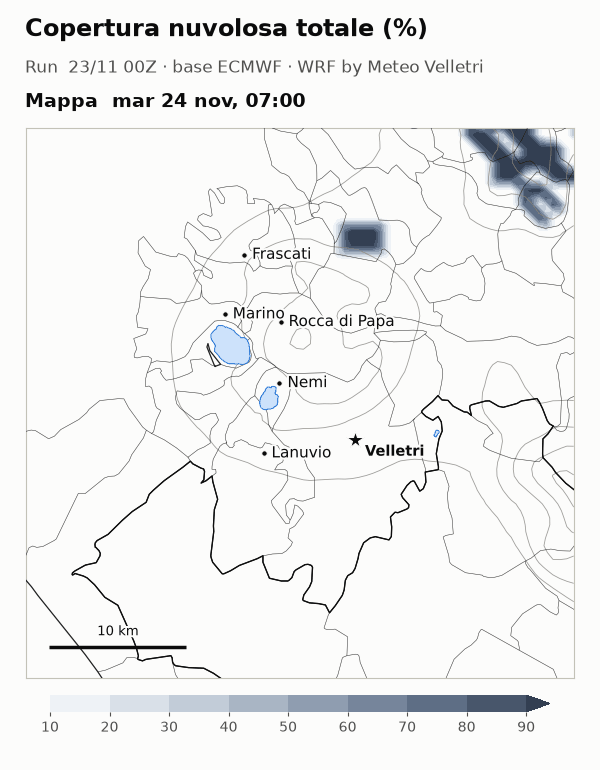 Copertura nuvolosa totale (%)
Run  23/11 00Z · base ECMWF · WRF by Meteo Velletri
Mappa  mar 24 nov, 07:00
Frascati
Marino
Rocca di Papa
Nemi
Velletri
Lanuvio
10 km
10 20 30 40 50 60 70 80 90